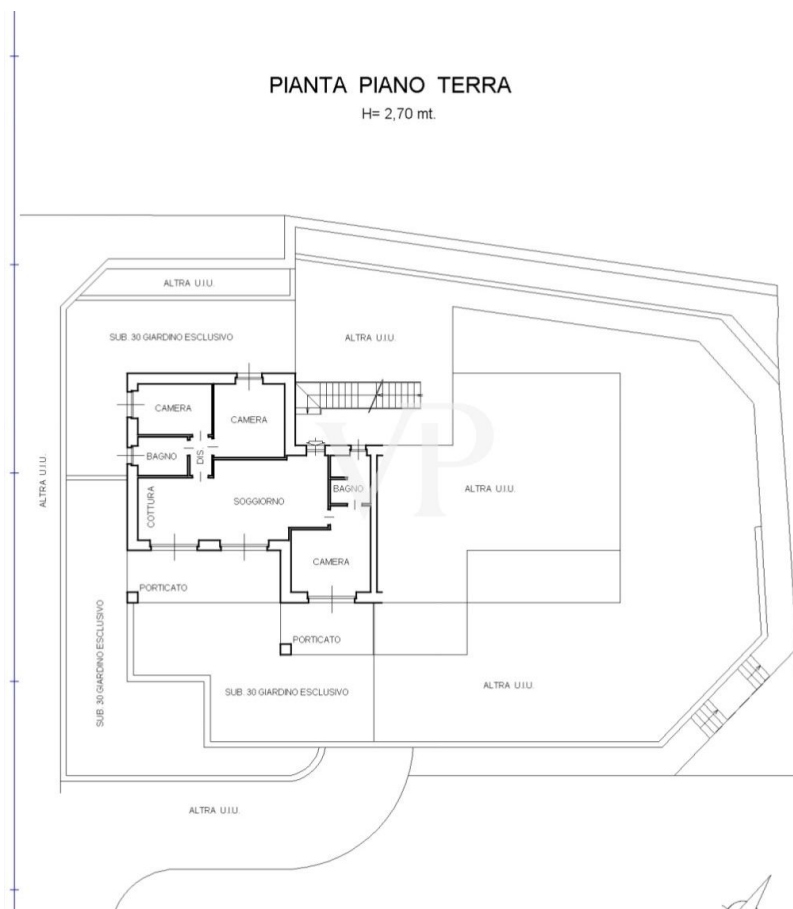 PIANTA PIANO TERRA
H= 2,70 mt.
ALTRA U.I.U.
SUB. 30 GIARDINO ESCLUSIVO
ALTRA U.I.U.
CAMERA
CAMERA
BAGNO
DIS.
ALTRA U.I.U.
VP
COTTURA
SOGGIORNO
BAGNO
ALTRA U.I.U.
CAMERA
PORTICATO
SUB. 30 GIARDINO ESCLUSIVO
PORTICATO
SUB. 30 GIARDINO ESCLUSIVO
ALTRA U.I.U.
ALTRA U.I.U.